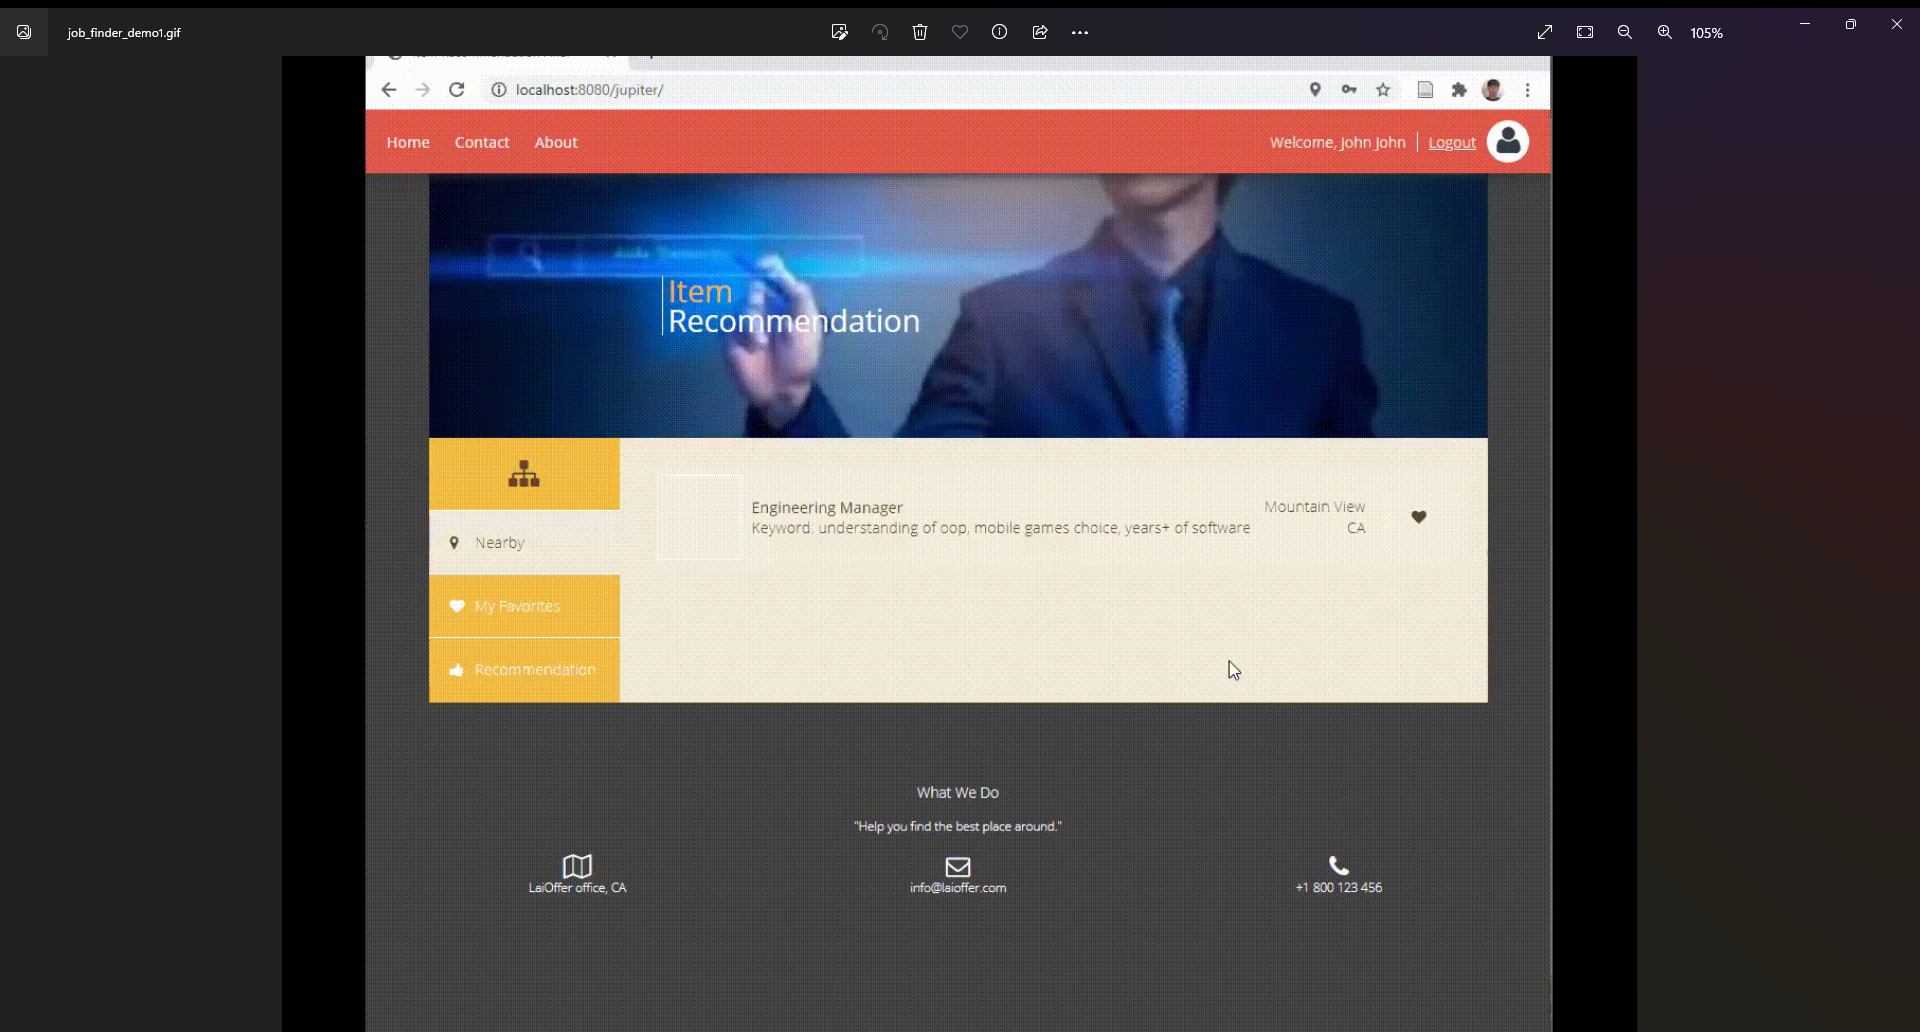 job_finder_demo1.gif
105%
localhost:8080/jupiter/
Home Contact About
Welcome, John John Logout
Item
Recommendation
Engineering Manager
Keyword: understanding of oop, mobile games choice, years+ of software
Mountain View
CA
Nearby
My Favorites
Recommendation
What We Do
"Help you find the best place around."
LaiOffer office, CA
info@laioffer.com
+1 800 123 456